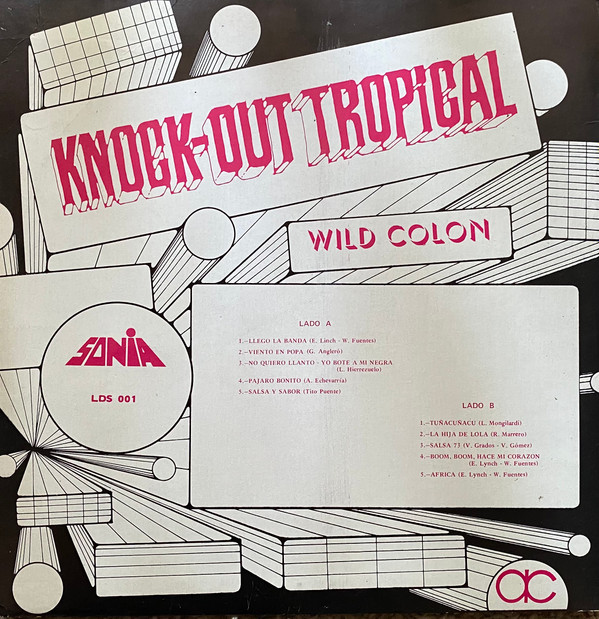 KNOCK-OUT TROPICAL
WILD COLON
SONIA
LDS 001
LADO A
1.-LLEGO LA BANDA (E. Linch - W. Fuentes)
2.-VIENTO EN POPA (G. Angleró)
3.-NO QUIERO LLANTO - YO BOTE A MI NEGRA
(L. Hierrezuelo)
4.-PAJARO BONITO (A. Echevarría)
5.-SALSA Y SABOR (Tito Puente)
LADO B
1.-TUÑACUÑACU (L. Mongilardi)
2.-LA HIJA DE LOLA (R. Marrero)
3.-SALSA 73 (V. Grados - V. Gómez)
4.-BOOM, BOOM, HACE MI CORAZON
(E. Lynch - W. Fuentes)
5.-AFRICA (E. Lynch - W. Fuentes)
ac